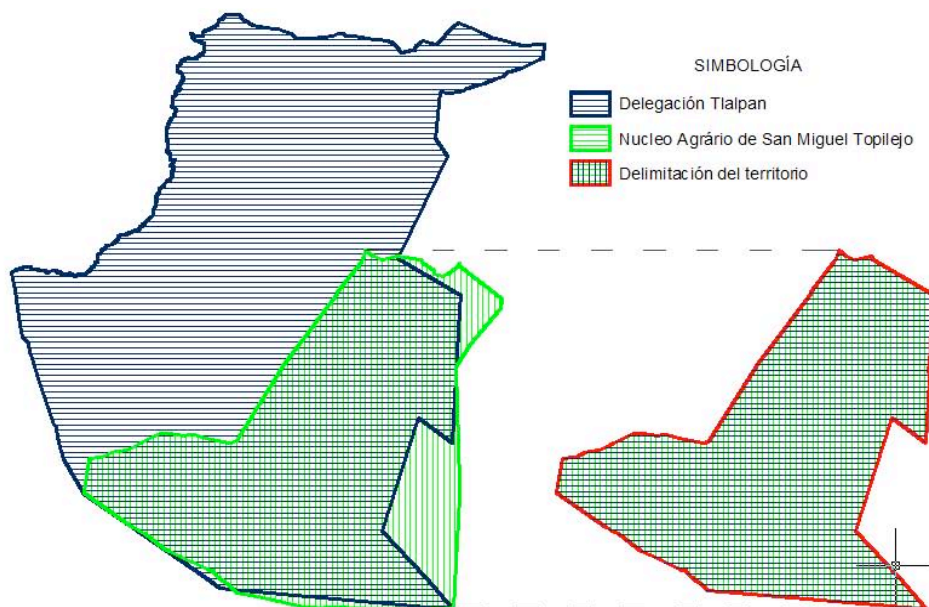 SIMBOLOGÍA
Delegación Tlalpan
Nucleo Agrário de San Miguel Topilejo
Delimitación del territorio